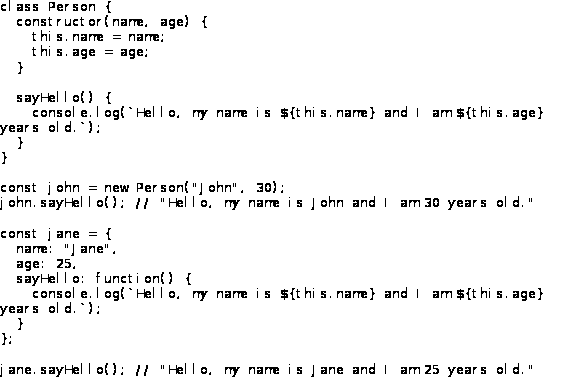 class Person {
  constructor(name, age) {
    this.name = name;
    this.age = age;
  }

  sayHello() {
    console.log(`Hello, my name is ${this.name} and I am ${this.age}
years old.`);
  }
}

const john = new Person("John", 30);
john.sayHello(); // "Hello, my name is John and I am 30 years old."

const jane = {
  name: "Jane",
  age: 25,
  sayHello: function() {
    console.log(`Hello, my name is ${this.name} and I am ${this.age}
years old.`);
  }
};

jane.sayHello(); // "Hello, my name is Jane and I am 25 years old."